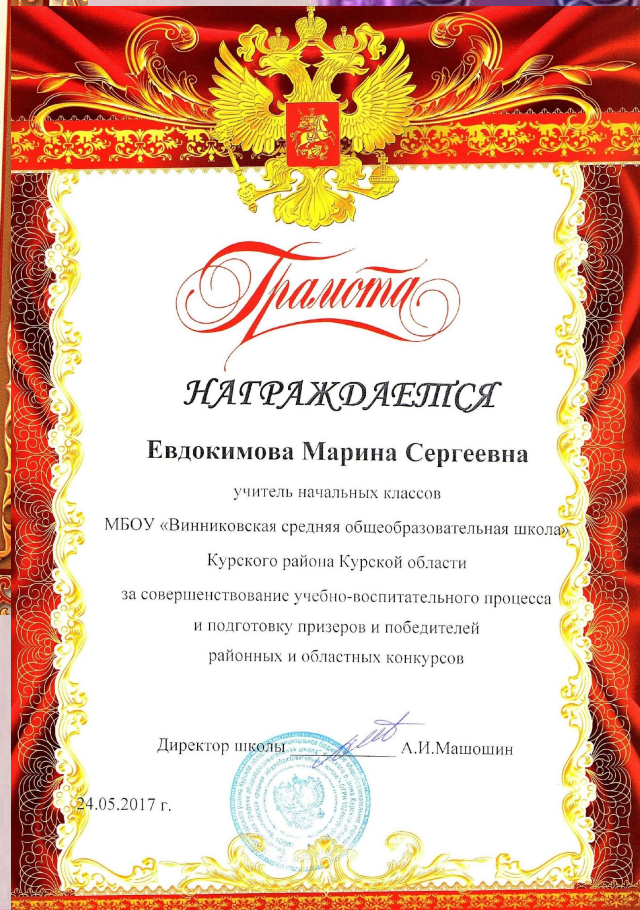 Грамота
НАГРАЖДАЕТСЯ
Евдокимова Марина Сергеевна
учитель начальных классов
МБОУ «Винниковская средняя общеобразовательная школа»
Курского района Курской области
за совершенствование учебно-воспитательного процесса
и подготовку призеров и победителей
районных и областных конкурсов
Директор школы А.И.Машошин
24.05.2017 г.